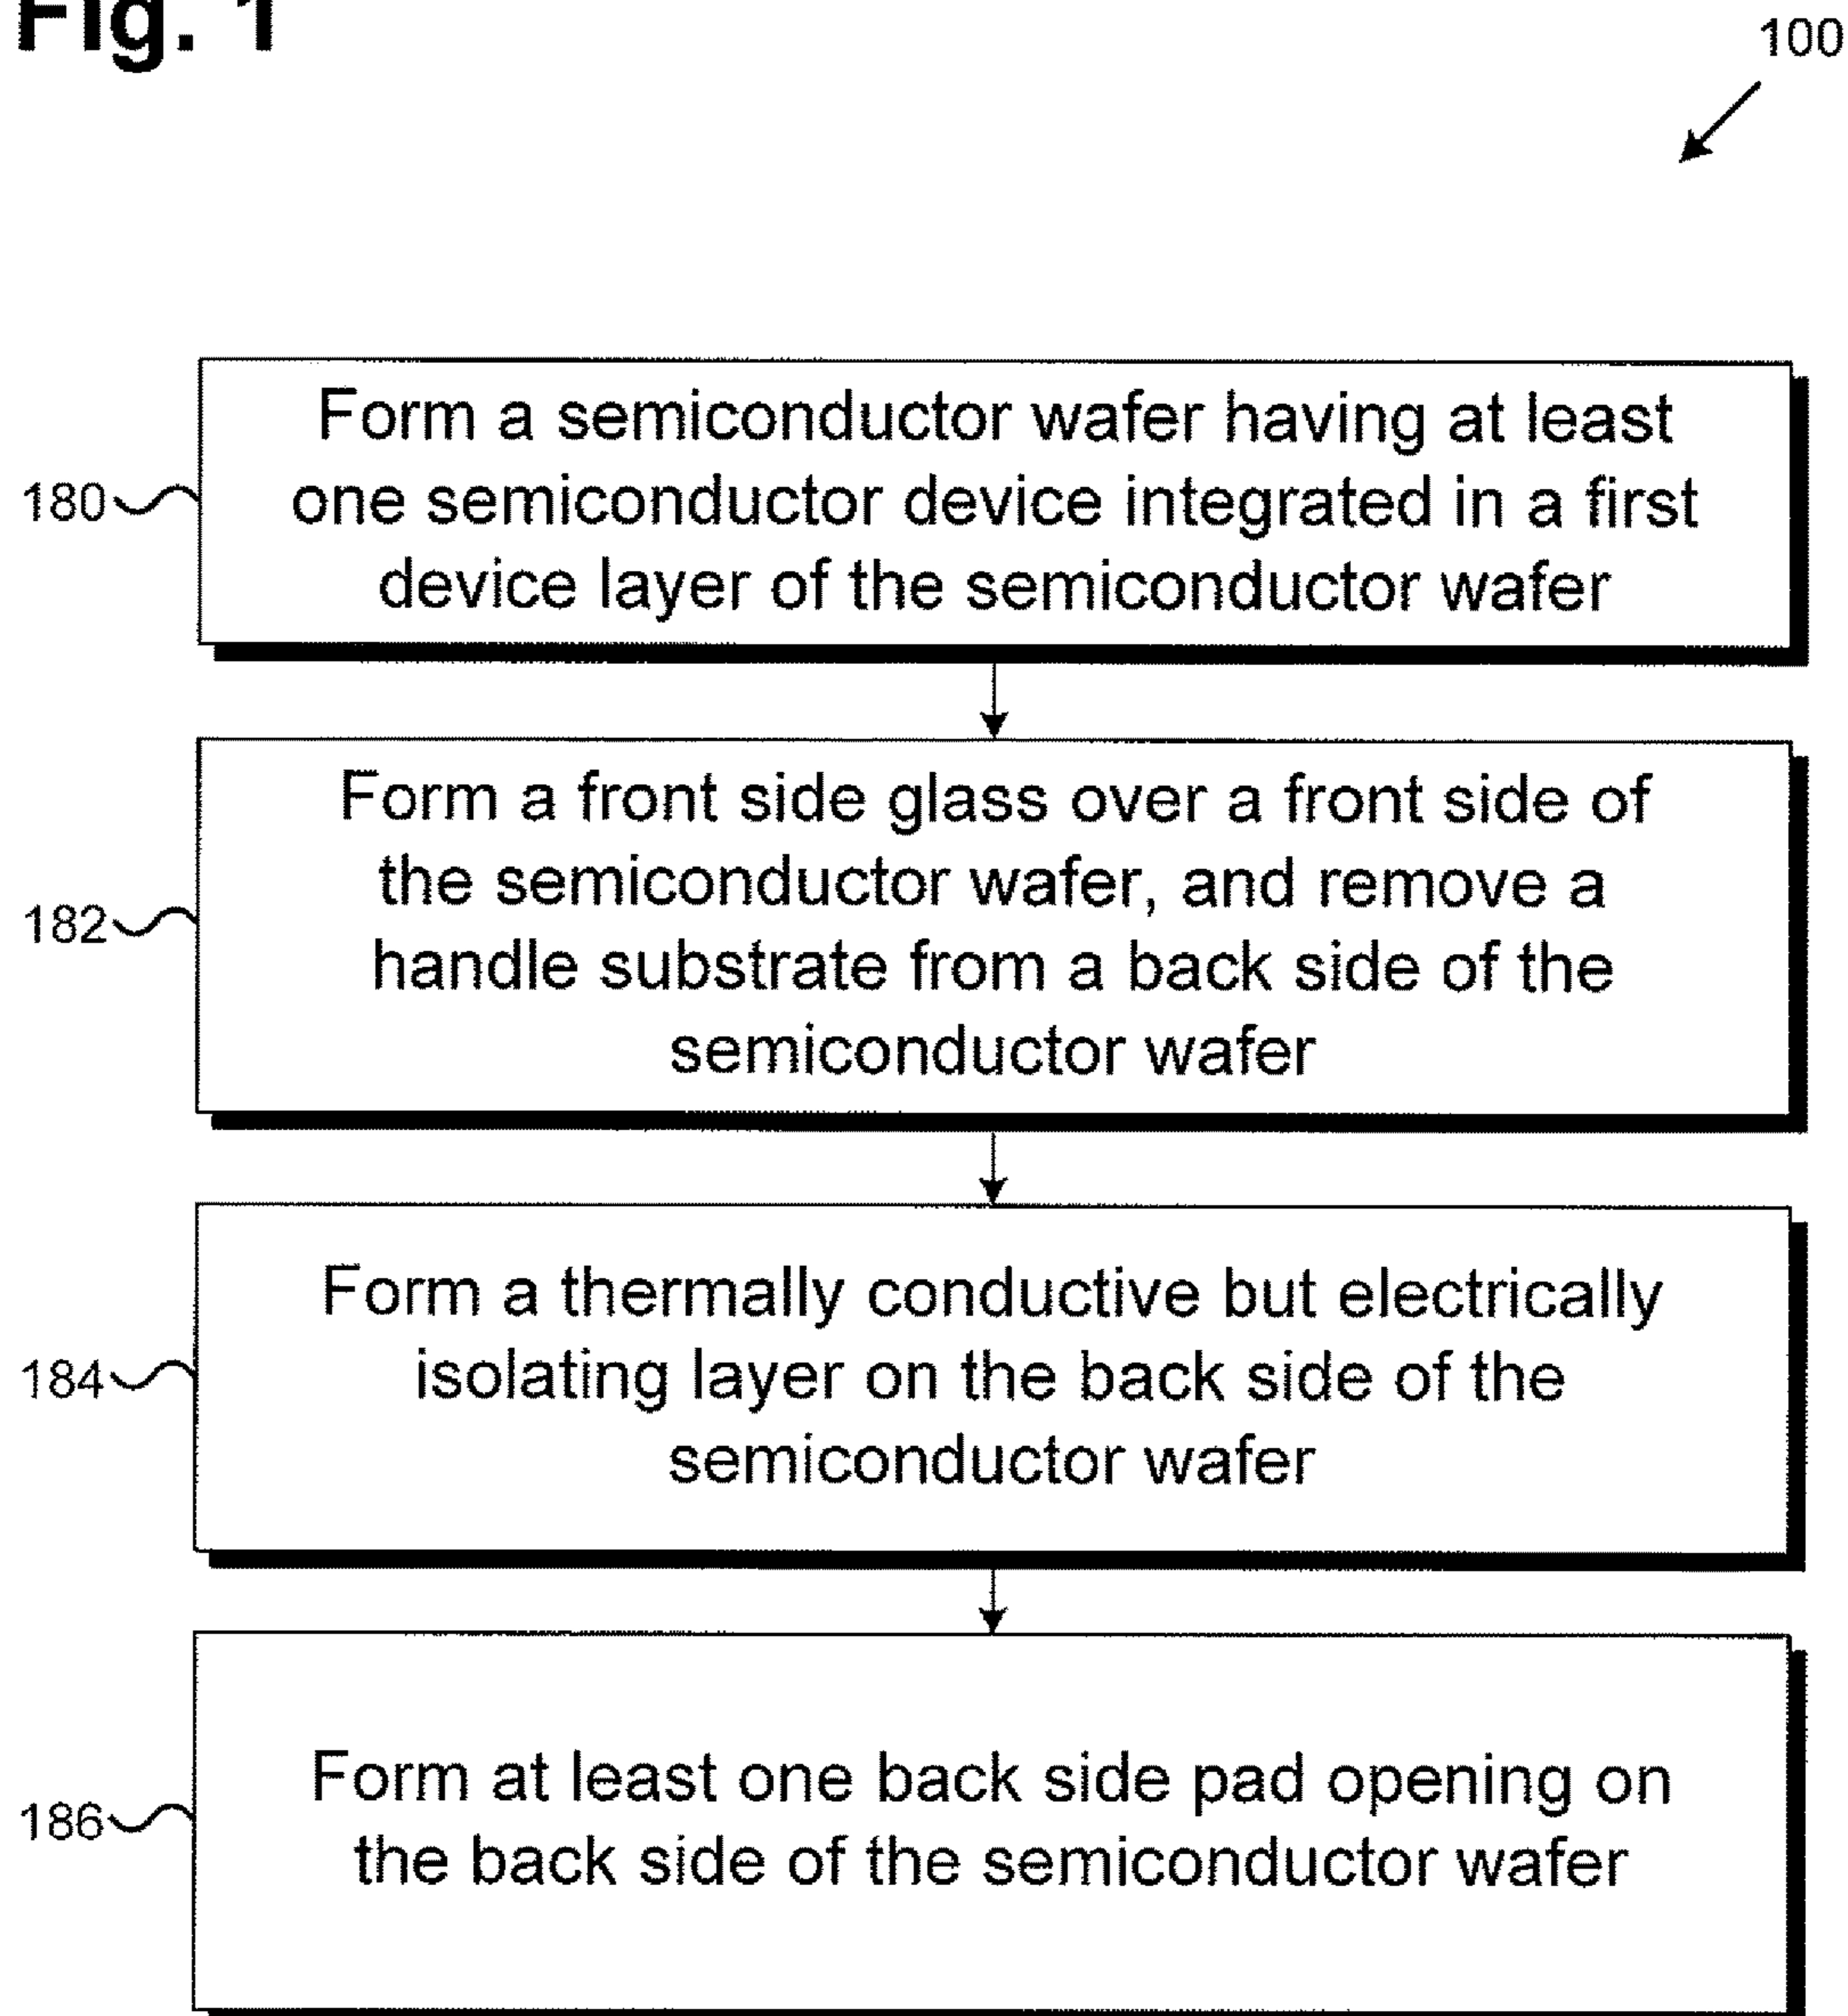 Fig. 1
100
180
Form a semiconductor wafer having at least
one semiconductor device integrated in a first
device layer of the semiconductor wafer
182
Form a front side glass over a front side of
the semiconductor wafer, and remove a
handle substrate from a back side of the
semiconductor wafer
184
Form a thermally conductive but electrically
isolating layer on the back side of the
semiconductor wafer
186
Form at least one back side pad opening on
the back side of the semiconductor wafer